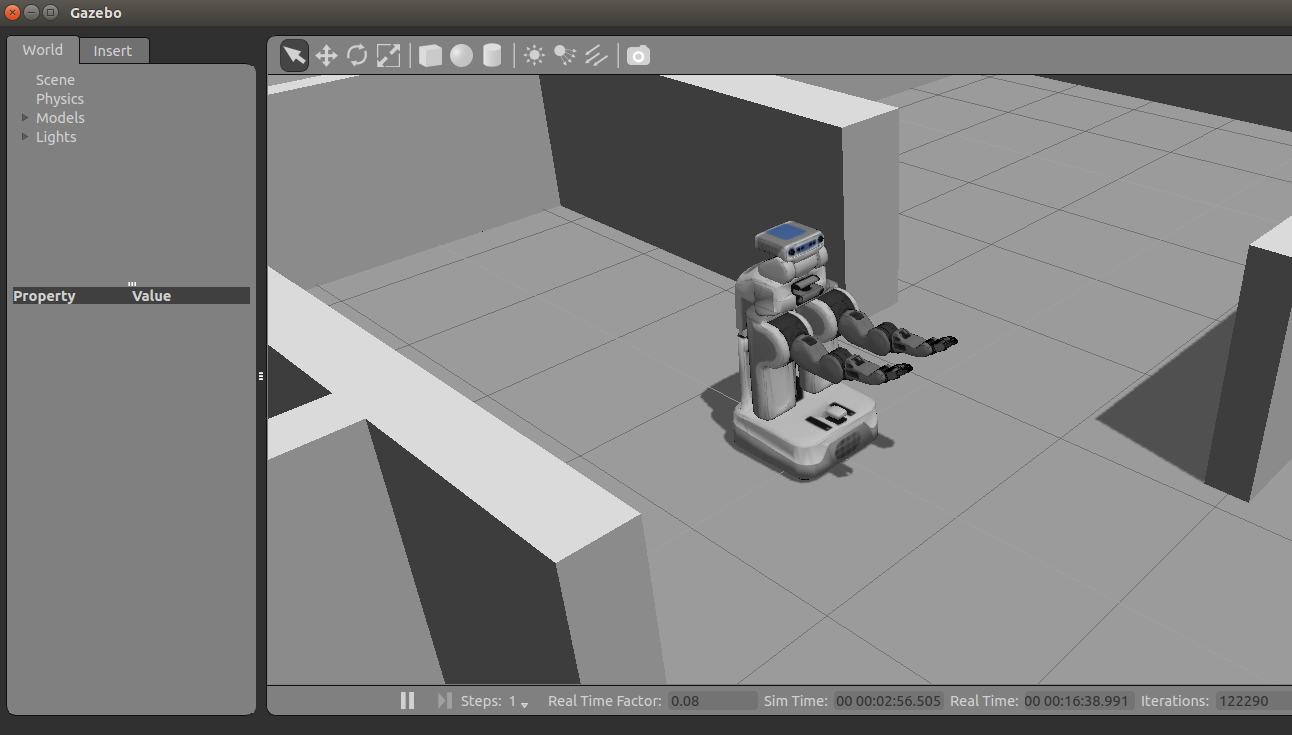 Gazebo
World Insert
Scene
Physics
Models
Lights
Property Value
Steps: 1 Real Time Factor: 0.08 Sim Time: 00 00:02:56.505 Real Time: 00 00:16:38.991 Iterations: 122290